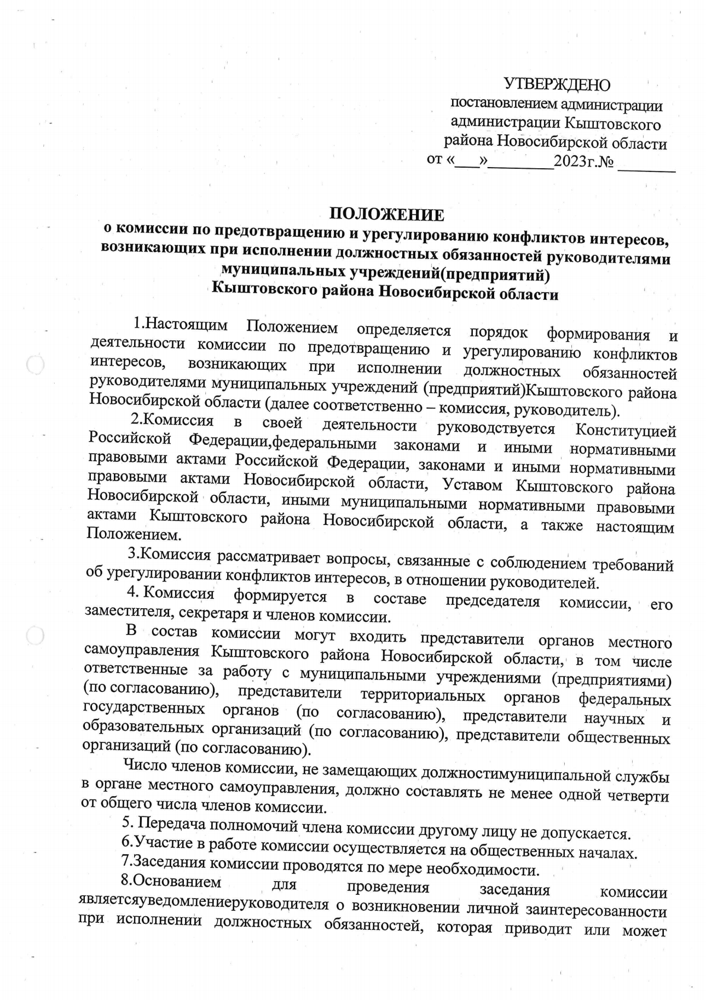 УТВЕРЖДЕНО
постановлением администрации
администрации Кыштовского
района Новосибирской области
от «___»________2023г.№ _______
ПОЛОЖЕНИЕ
о комиссии по предотвращению и урегулированию конфликтов интересов,
возникающих при исполнении должностных обязанностей руководителями
муниципальных учреждений(предприятий)
Кыштовского района Новосибирской области
1.Настоящим Положением определяется порядок формирования и
деятельности комиссии по предотвращению и урегулированию конфликтов
интересов, возникающих при исполнении должностных обязанностей
руководителями муниципальных учреждений (предприятий)Кыштовского района
Новосибирской области (далее соответственно – комиссия, руководитель).
2.Комиссия в своей деятельности руководствуется Конституцией
Российской Федерации,федеральными законами и иными нормативными
правовыми актами Российской Федерации, законами и иными нормативными
правовыми актами Новосибирской области, Уставом Кыштовского района
Новосибирской области, иными муниципальными нормативными правовыми
актами Кыштовского района Новосибирской области, а также настоящим
Положением.
3.Комиссия рассматривает вопросы, связанные с соблюдением требований
об урегулировании конфликтов интересов, в отношении руководителей.
4. Комиссия формируется в составе председателя комиссии, его
заместителя, секретаря и членов комиссии.
В состав комиссии могут входить представители органов местного
самоуправления Кыштовского района Новосибирской области, в том числе
ответственные за работу с муниципальными учреждениями (предприятиями)
(по согласованию), представители территориальных органов федеральных
государственных органов (по согласованию), представители научных и
образовательных организаций (по согласованию), представители общественных
организаций (по согласованию).
Число членов комиссии, не замещающих должностимуниципальной службы
в органе местного самоуправления, должно составлять не менее одной четверти
от общего числа членов комиссии.
5. Передача полномочий члена комиссии другому лицу не допускается.
6.Участие в работе комиссии осуществляется на общественных началах.
7.Заседания комиссии проводятся по мере необходимости.
8.Основанием для проведения заседания комиссии
являетсяуведомлениеруководителя о возникновении личной заинтересованности
при исполнении должностных обязанностей, которая приводит или может